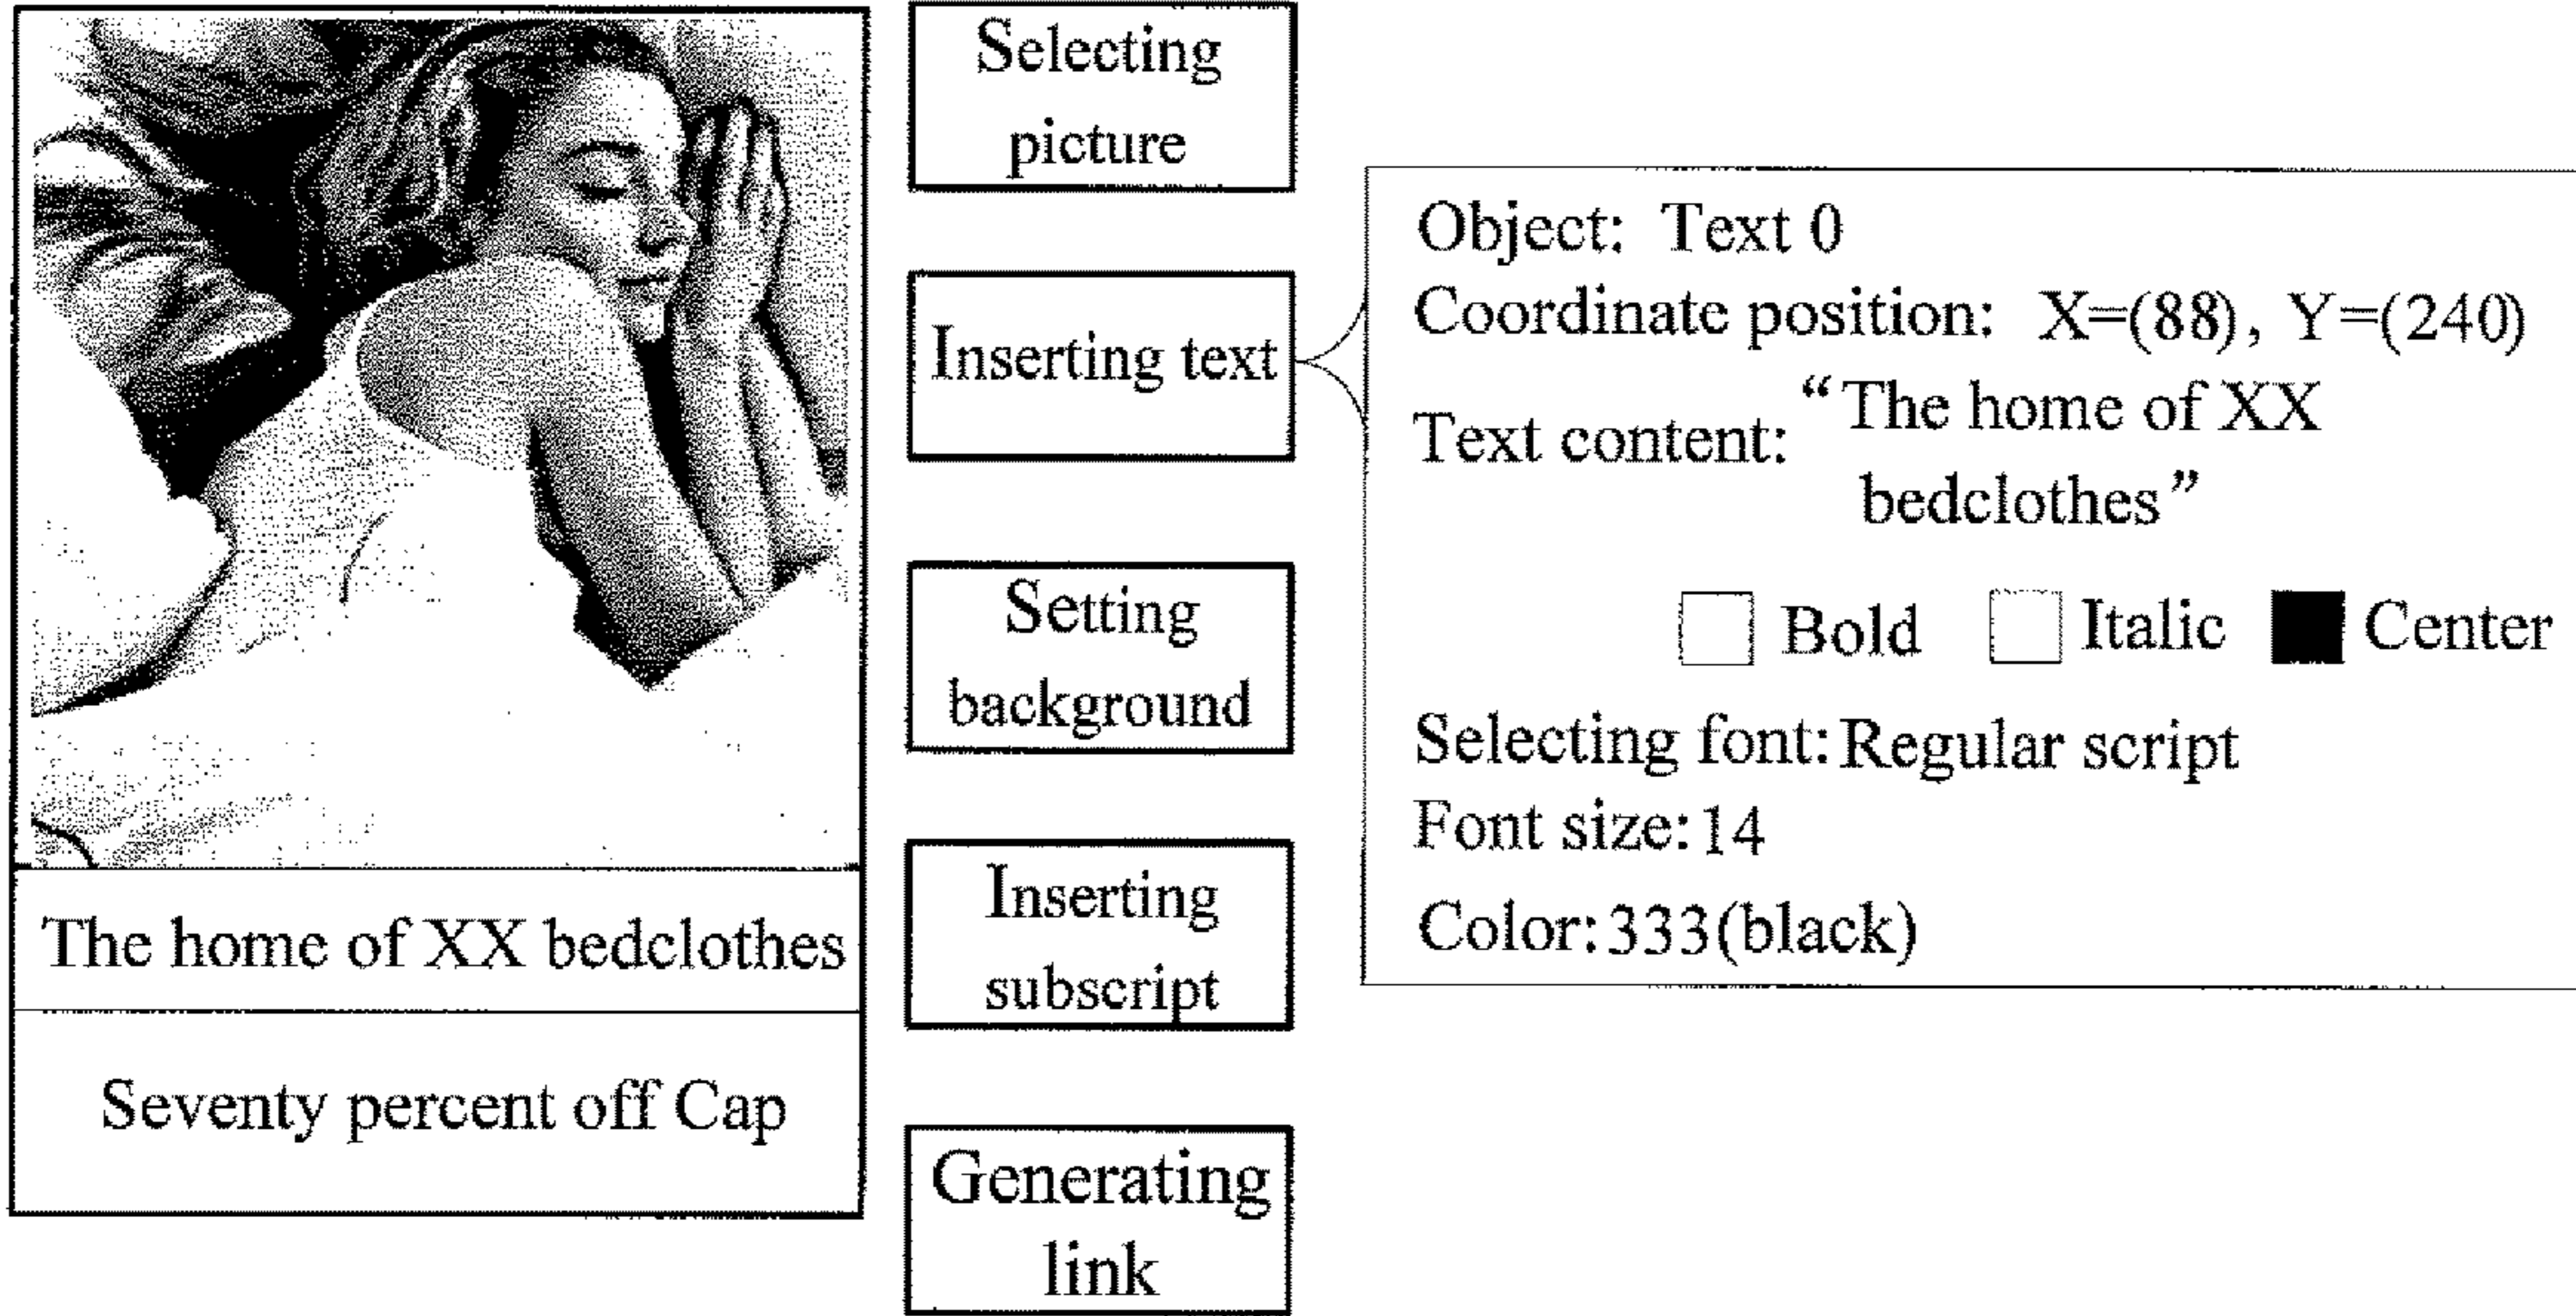 The home of XX bedclothes
Seventy percent off Cap
Selecting
picture
Inserting text
Setting
background
Inserting
subscript
Generating
link
Object: Text 0
Coordinate position: X=(88), Y=(240)
Text content: “The home of XX
bedclothes”
Bold Italic Center
Selecting font: Regular script
Font size: 14
Color: 333(black)